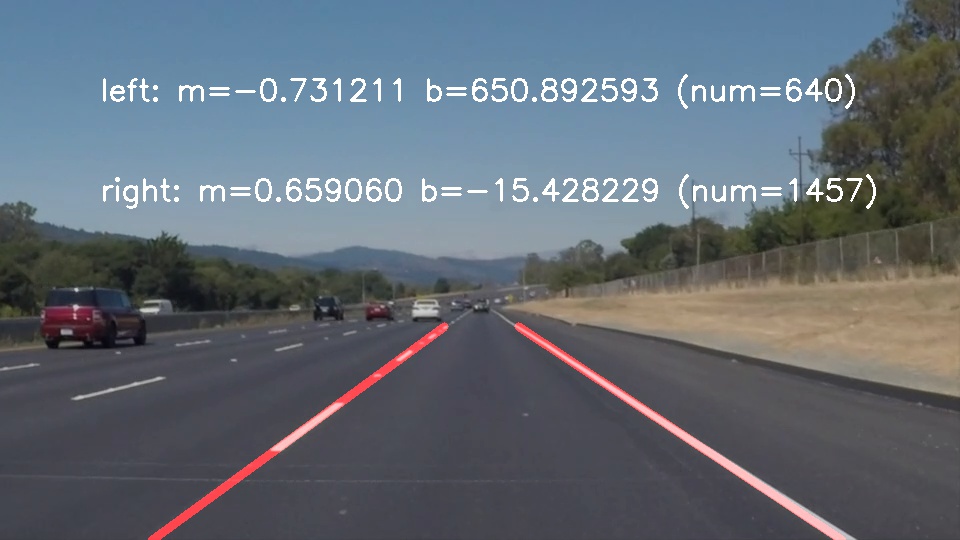 left: m=-0.731211 b=650.892593 (num=640)
right: m=0.659060 b=-15.428229 (num=1457)